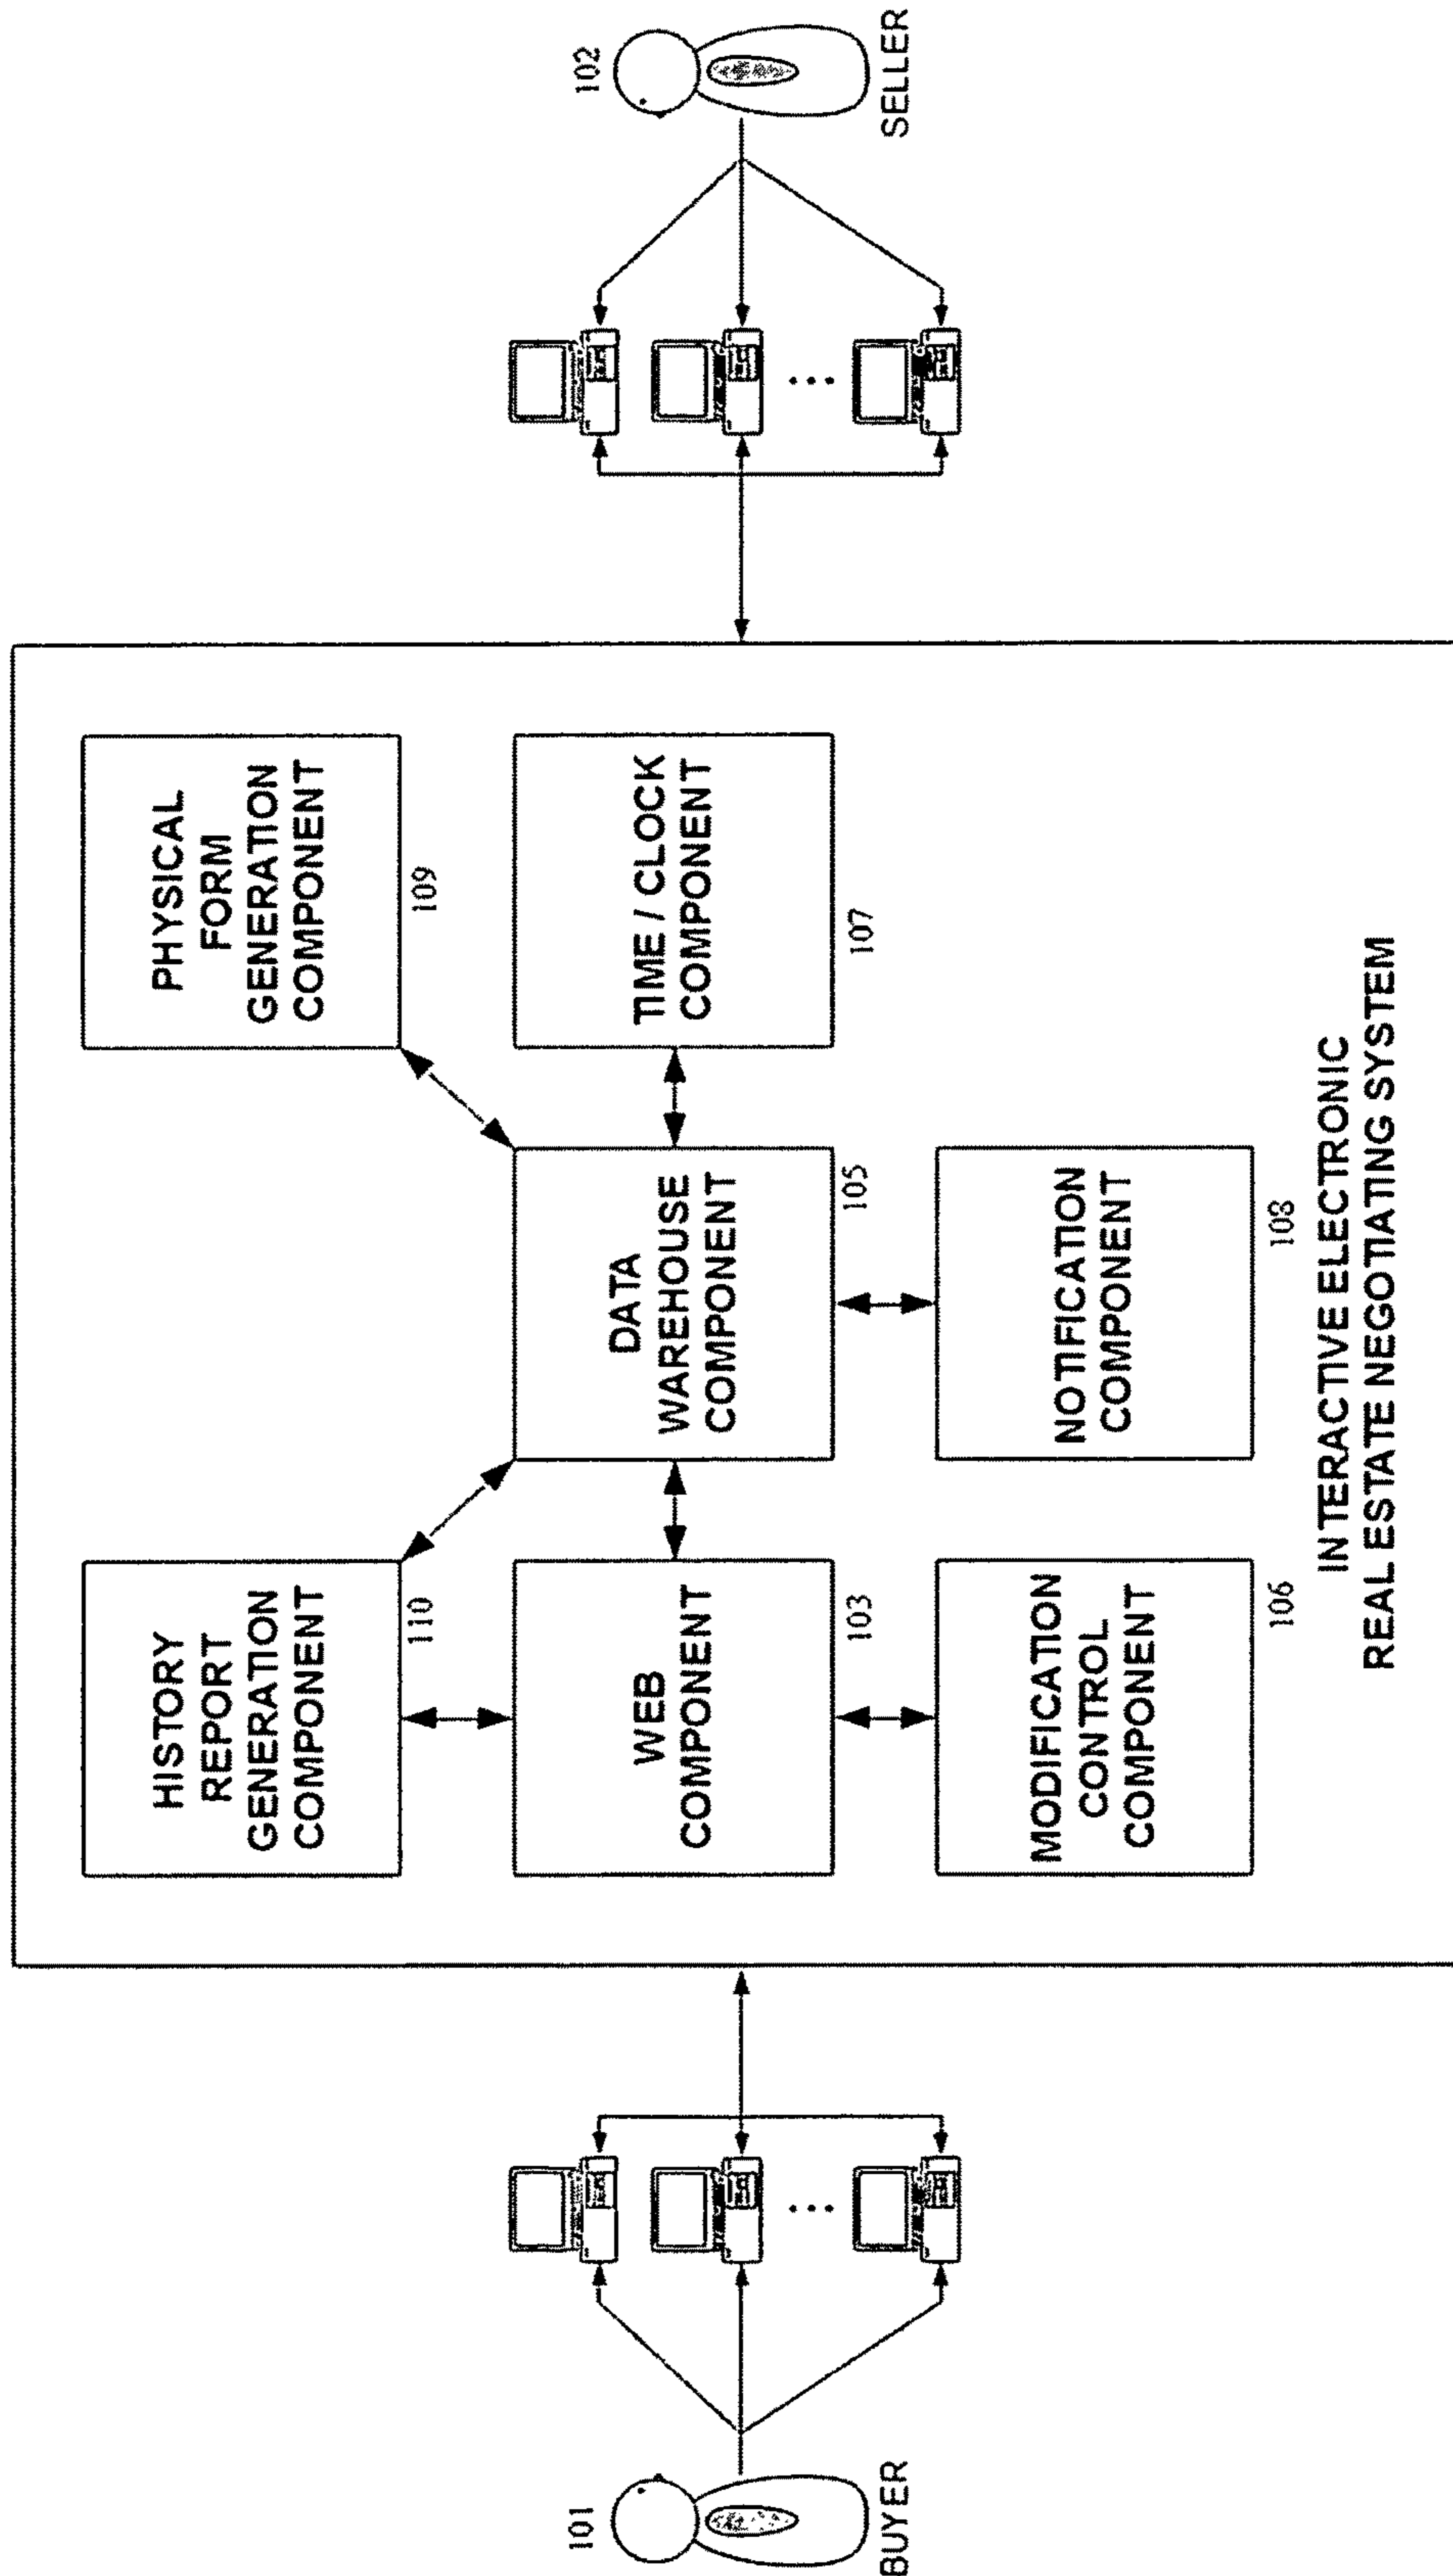 101
BUYER
HISTORY
REPORT
GENERATION
COMPONENT
110
PHYSICAL
FORM
GENERATION
COMPONENT
109
WEB
COMPONENT
103
DATA
WAREHOUSE
COMPONENT
105
TIME / CLOCK
COMPONENT
107
MODIFICATION
CONTROL
COMPONENT
106
NOTIFICATION
COMPONENT
108
INTERACTIVE ELECTRONIC
REAL ESTATE NEGOTIATING SYSTEM
102
SELLER